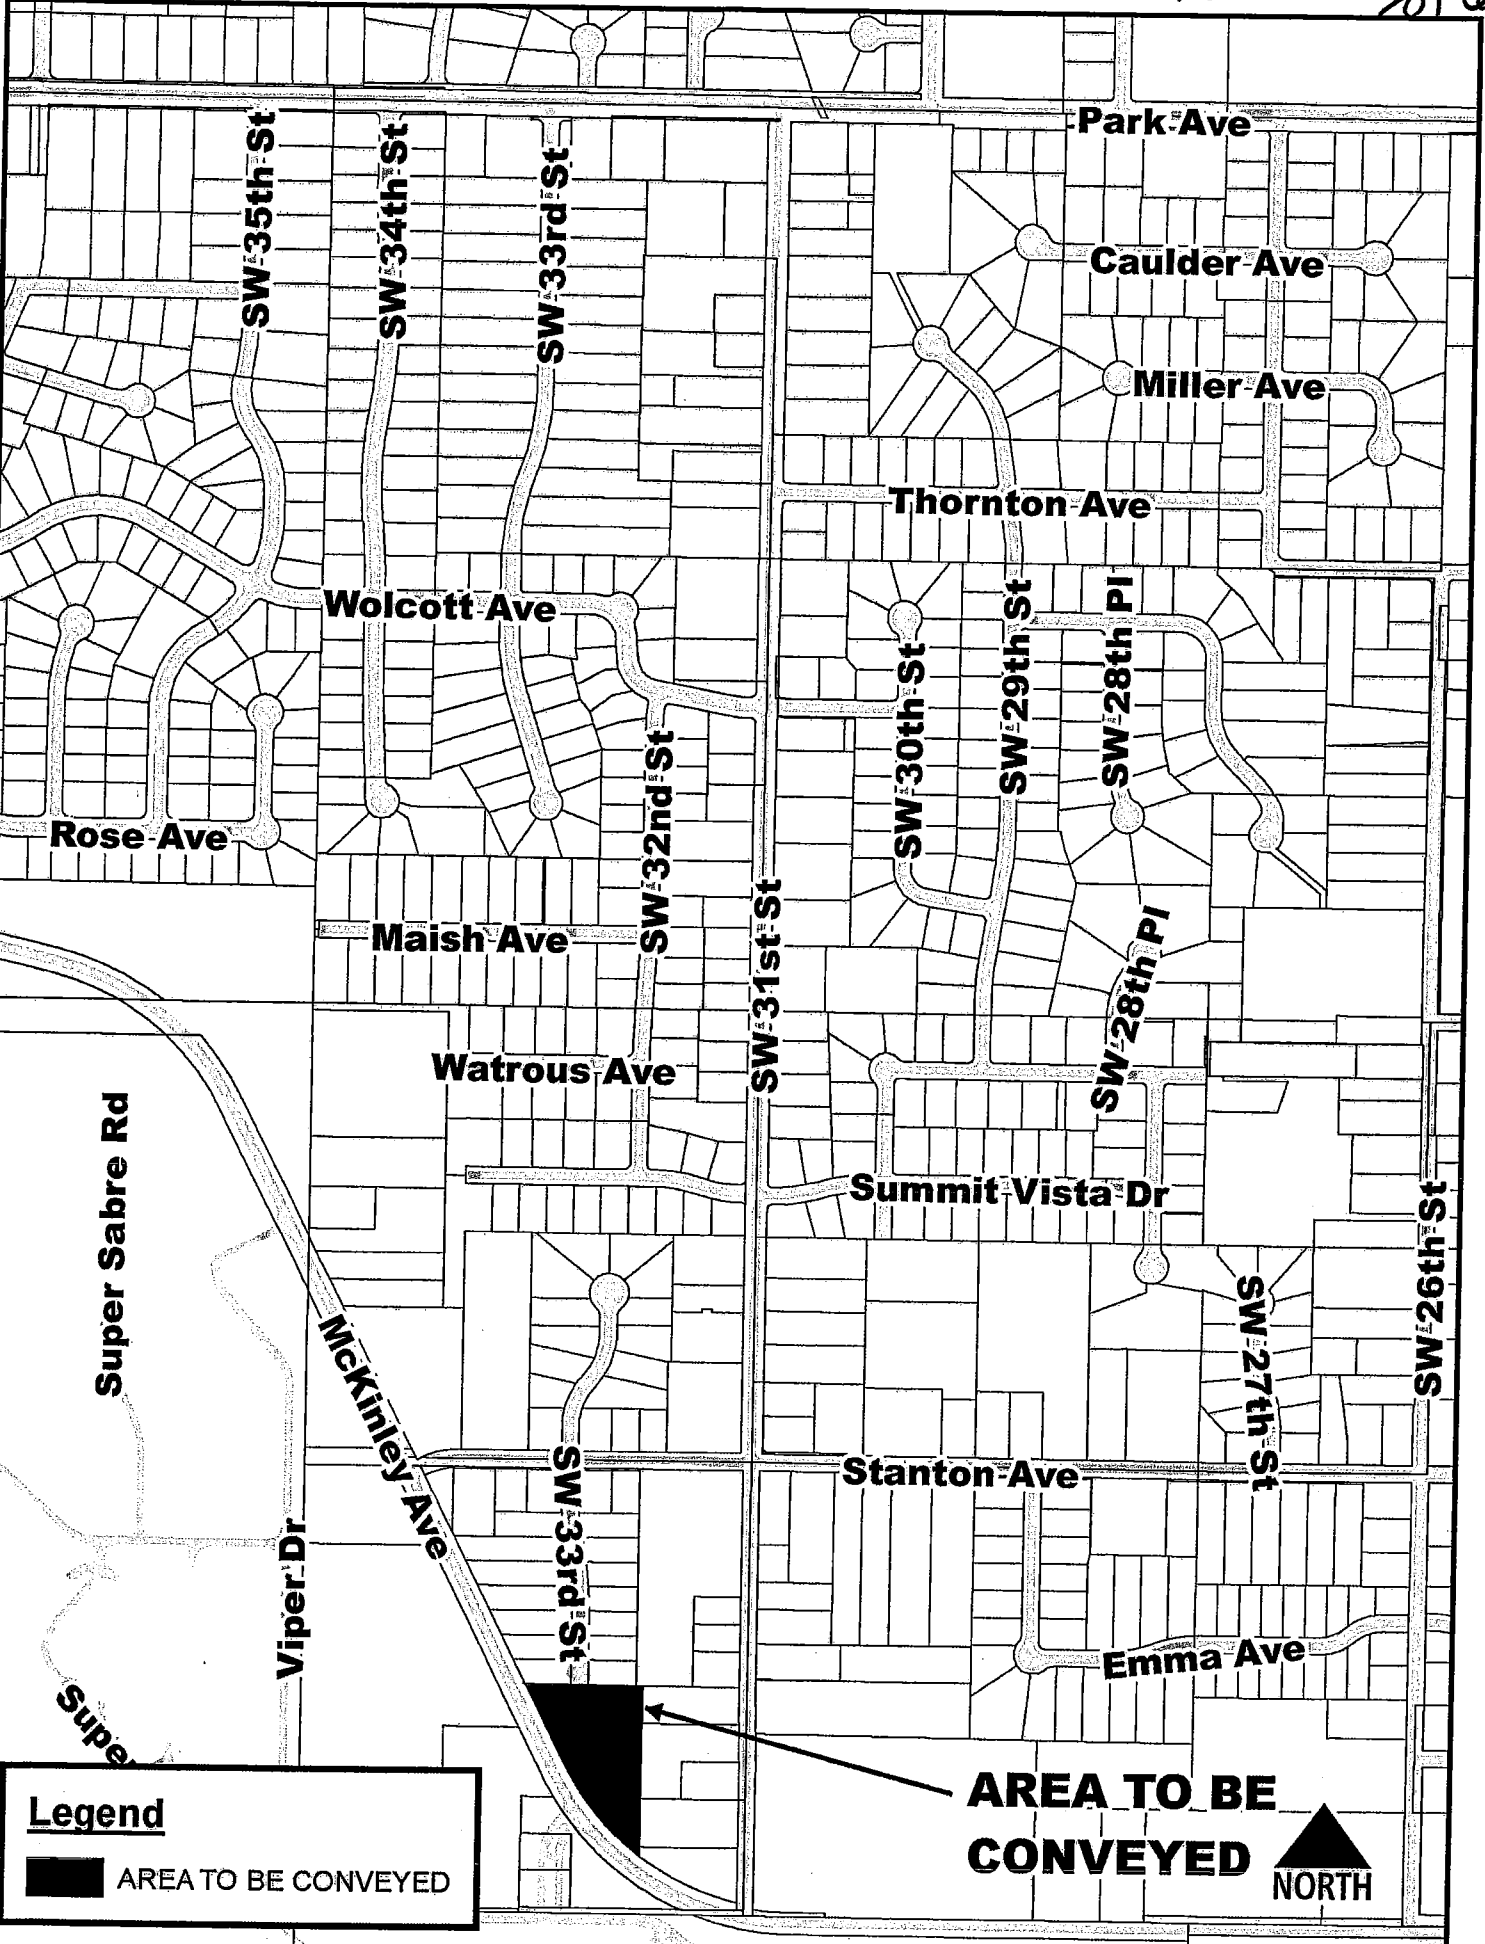 Park Ave
SW 35th St
SW 34th St
SW 33rd St
Caulder Ave
Miller Ave
Thornton Ave
Wolcott Ave
SW 29th St
SW 28th Pl
SW 30th St
SW 32nd St
Rose Ave
SW 31st St
Maish Ave
SW 28th Pl
Watrous Ave
Super Sabre Rd
Summit Vista Dr
SW 26th St
SW 27th St
McKinley Ave
SW 33rd St
Stanton Ave
Viper Dr
Emma Ave
Super
AREA TO BE
CONVEYED
NORTH
Legend
AREA TO BE CONVEYED